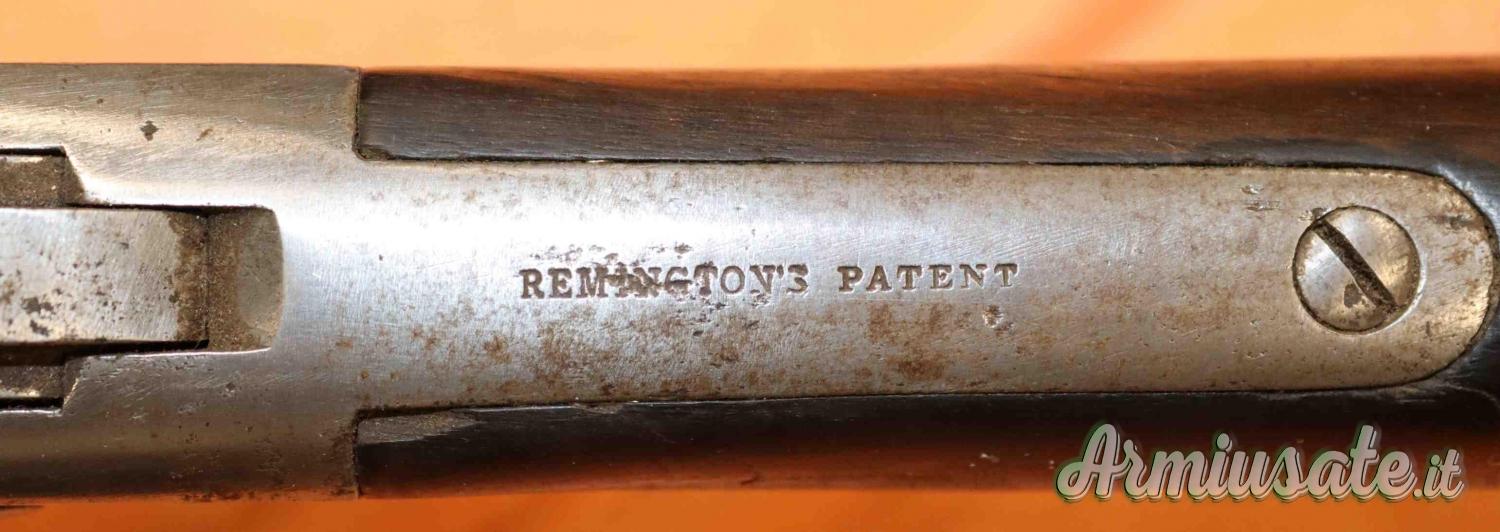 REMINGTON'S PATENT
Armiusate.it